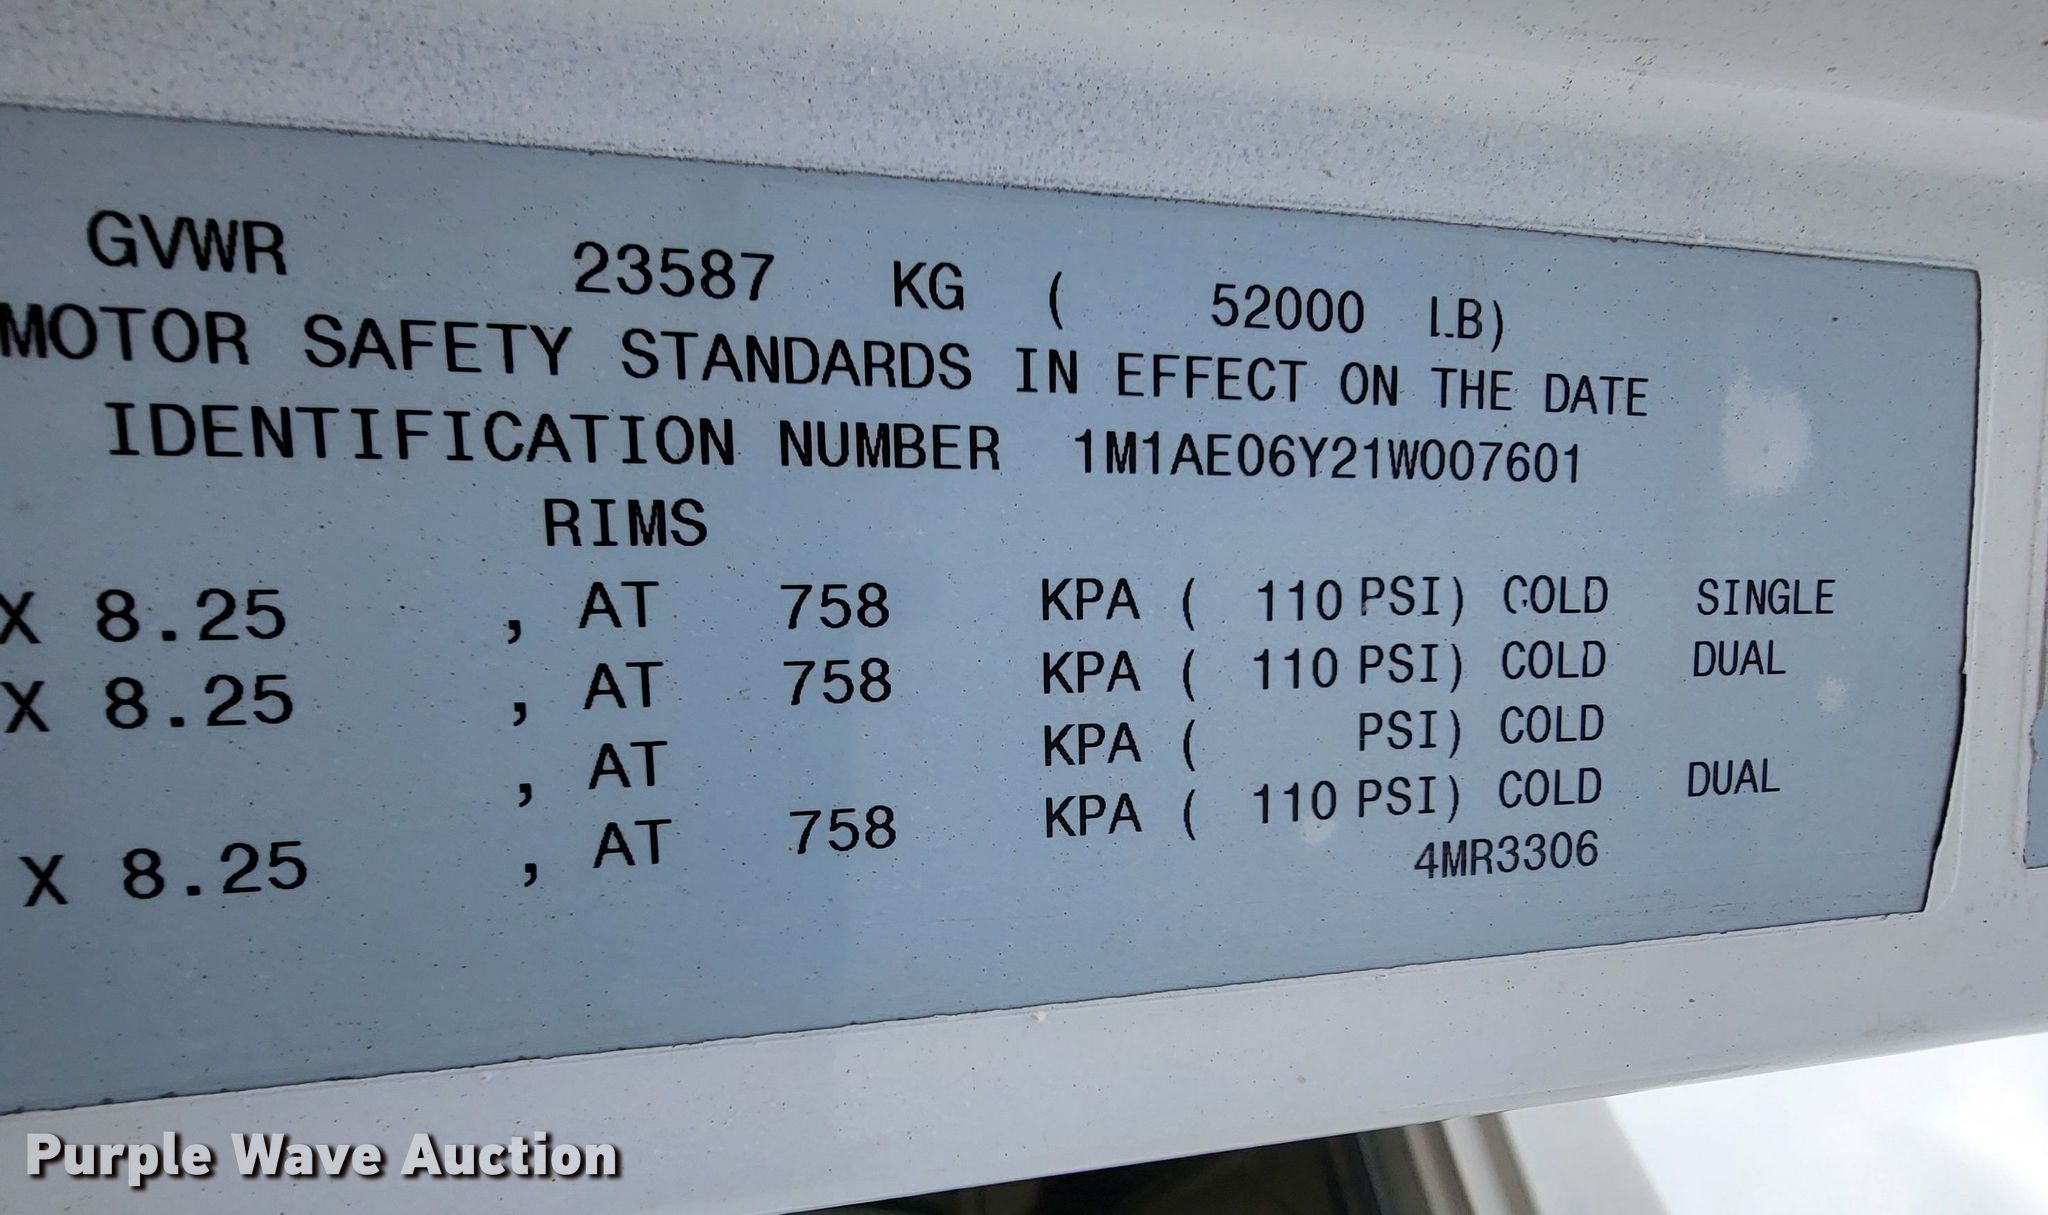 GVWR 23587 KG ( 52000 LB)
MOTOR SAFETY STANDARDS IN EFFECT ON THE DATE
IDENTIFICATION NUMBER 1M1AE06Y21W007601
RIMS
X 8.25 , AT 758 KPA ( 110 PSI) COLD SINGLE
X 8.25 , AT 758 KPA ( 110 PSI) COLD DUAL
, AT KPA ( PSI) COLD
X 8.25 , AT 758 KPA ( 110 PSI) COLD DUAL
4MR3306
Purple Wave Auction